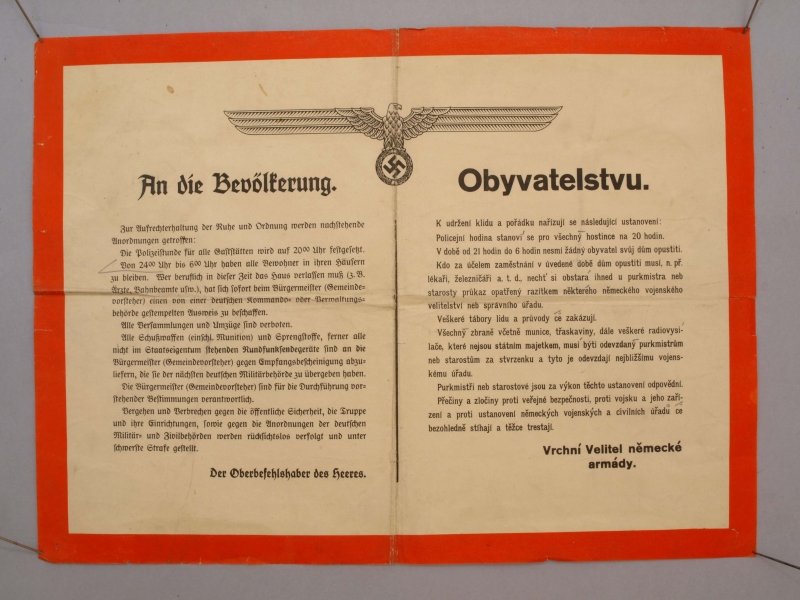 An die Bevölkerung.
Zur Aufrechterhaltung der Ruhe und Ordnung werden nachstehende
Anordnungen getroffen:
Die Polizeistunde für alle Gaststätten wird auf 20⁰⁰ Uhr festgesetzt.
Von 24⁰⁰ Uhr bis 6⁰⁰ Uhr haben alle Bewohner in ihren Häusern
zu bleiben. Wer beruflich in dieser Zeit das Haus verlassen muß (z. B.
Ärzte, Bahnbeamte usw.), hat sich sofort beim Bürgermeister (Gemeinde-
vorsteher) einen von einer deutschen Kommando- oder Verwaltungs-
behörde gestempelten Ausweis zu beschaffen.
Alle Versammlungen und Umzüge sind verboten.
Alle Schußwaffen (einschl. Munition) und Sprengstoffe, ferner alle
nicht im Staatseigentum stehenden Rundfunksendegeräte sind an die
Bürgermeister (Gemeindevorsteher) gegen Empfangsbescheinigung abzu-
liefern, die sie der nächsten deutschen Militärbehörde zu übergeben haben.
Die Bürgermeister (Gemeindevorsteher) sind für die Durchführung vor-
stehender Bestimmungen verantwortlich.
Vergehen und Verbrechen gegen die öffentliche Sicherheit, die Truppe
und ihre Einrichtungen, sowie gegen die Anordnungen der deutschen
Militär- und Zivilbehörden werden rücksichtslos verfolgt und unter
schwerste Strafe gestellt.
Der Oberbefehlshaber des Heeres.
Obyvatelstvu.
K udržení klidu a pořádku nařizuji se následující ustanovení:
Policejní hodina stanoví se pro všechny hostince na 20 hodin.
V době od 21 hodin do 6 hodin nesmí žádný obyvatel svůj dům opustiti.
Kdo za účelem zaměstnání v úvedené době dům opustiti musí, n. př.
lékaři, železničáři a. t. d, nechť si obstará ihned u purkmistra neb
starosty průkaz opatřený razitkem některého německého vojenského
velitelství neb správního úřadu.
Veškeré tábory lidu a průvody ce zakázují.
Všechny zbraně včetně munice, třaskaviny, dále veškeré radiovysi-
lače, které nejsou státním majetkem, musí býti odevzdany purkmistrům
neb starostům za stvrzenku a tyto je odevzdají nejbližšímu vojen-
skému úřadu.
Purkmistři neb starostové jsou za výkon těchto ustanovení odpovědní.
Přečiny a zločiny proti veřejné bezpečnosti, proti vojsku a jeho zaří-
zení a proti ustanovení německých vojenských a civilních úřadů ce
bezohledně stíhají a těžce trestají.
Vrchní Velitel německé
armády.